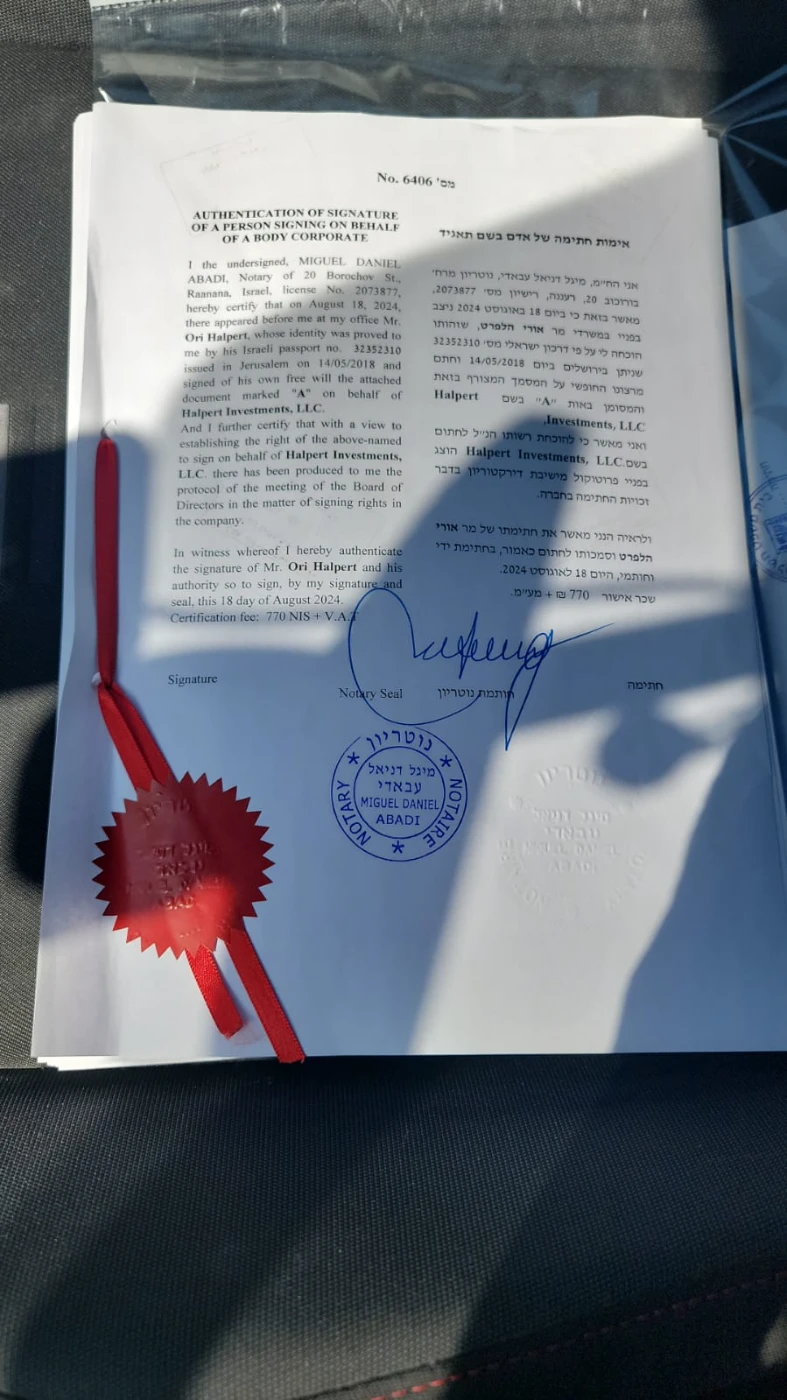 No. 6406 מס'
AUTHENTICATION OF SIGNATURE
OF A PERSON SIGNING ON BEHALF
OF A BODY CORPORATE
I the undersigned, MIGUEL DANIEL
ABADI, Notary of 20 Borochov St.,
Raanana, Israel, license No. 2073877,
hereby certify that on August 18, 2024,
there appeared before me at my office Mr.
Ori Halpert, whose identity was proved to
me by his Israeli passport no. 32352310
issued in Jerusalem on 14/05/2018 and
signed of his own free will the attached
document marked "A" on behalf of
Halpert Investments, LLC.
And I further certify that with a view to
establishing the right of the above-named
to sign on behalf of Halpert Investments,
LLC. there has been produced to me the
protocol of the meeting of the Board of
Directors in the matter of signing rights in
the company.
In witness whereof I hereby authenticate
the signature of Mr. Ori Halpert and his
authority so to sign, by my signature and
seal, this 18 day of August 2024.
Certification fee: 770 NIS + V.A.T
אימות חתימה של אדם בשם תאגיד
אני הח"מ, מיגל דניאל עבאדי, נוטריון מרח'
בורוכוב 20, רעננה, רישיון מס' 2073877,
מאשר בזאת כי ביום 18 באוגוסט 2024 ניצב
בפניי במשרדי מר אורי הלפרט, שזהותו
הוכחה לי על פי דרכון ישראלי מס' 32352310
שניתן בירושלים ביום 14/05/2018 וחתם
מרצונו החופשי על המסמך המצורף בזאת
והמסומן באות "A" בשם Halpert
Investments, LLC.
ואני מאשר כי להוכחת רשותו הנ"ל לחתום
בשם Halpert Investments, LLC. הוצג
בפניי פרוטוקול מישיבת דירקטוריון בדבר
זכויות החתימה בחברה.
ולראיה הנני מאשר את חתימתו של מר אורי
הלפרט וסמכותו לחתום כאמור, בחתימת ידי
וחותמי, היום 18 לאוגוסט 2024.
שכר אישור 770 ₪ + מע"מ.
Signature
Notary Seal חותמת נוטריון
חתימה
נוטריון
מיגל דניאל
עבאדי
MIGUEL DANIEL
ABADI
NOTARY
NOTAIRE